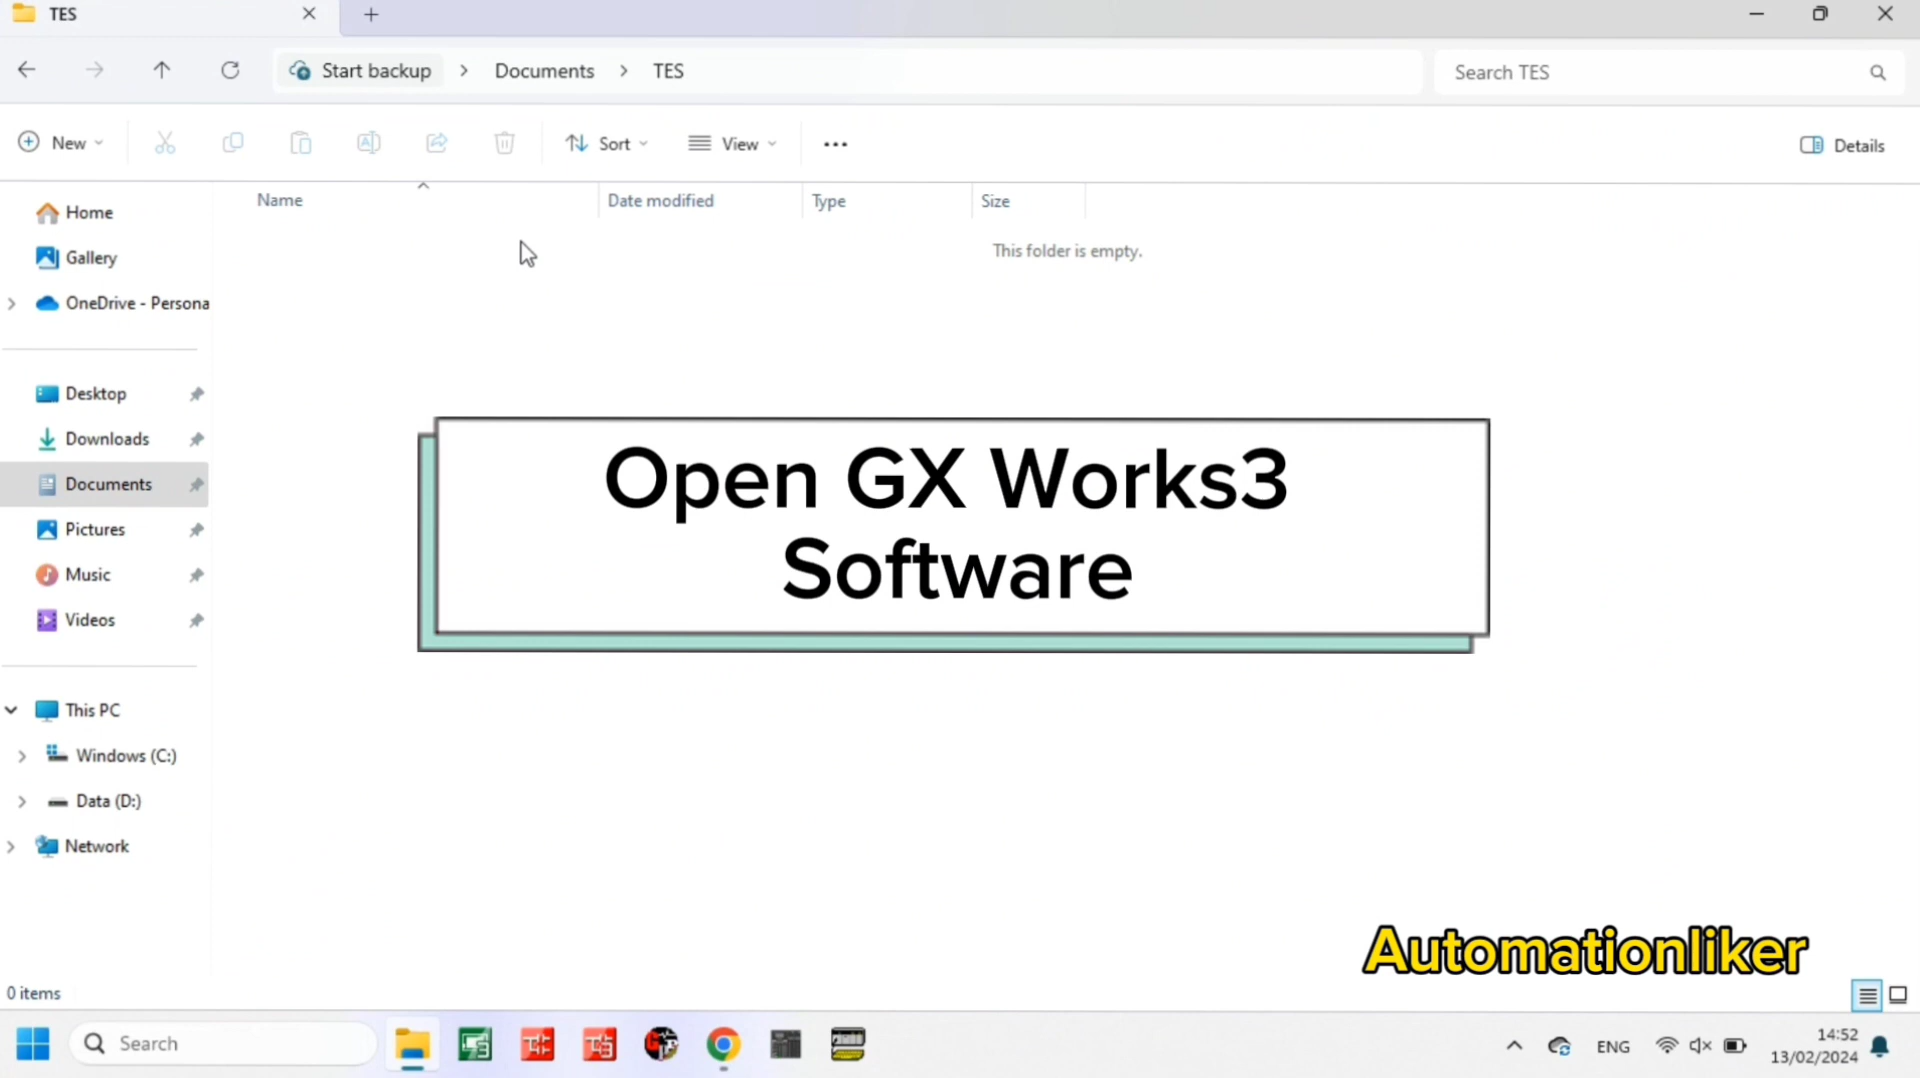 TES
Start backup > Documents > TES
Search TES
New
Sort
View
Details
Name
Date modified
Type
Size
This folder is empty.
Home
Gallery
OneDrive - Persona
Desktop
Downloads
Documents
Pictures
Music
Videos
This PC
Windows (C:)
Data (D:)
Network
Open GX Works3
Software
Automationliker
0 items
Search
ENG
14:52
13/02/2024